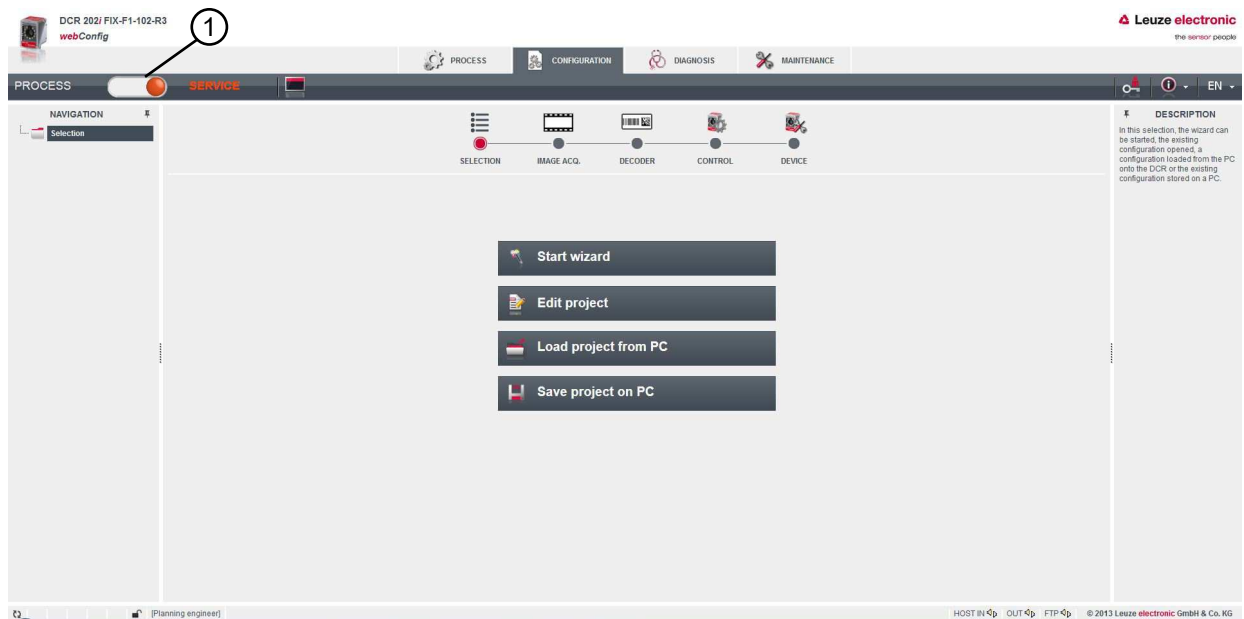 DCR 202i/ FIX-F1-102-R3
webConfig
1
Leuze electronic
the sensor people
PROCESS
CONFIGURATION
DIAGNOSIS
MAINTENANCE
PROCESS
SERVICE
EN
NAVIGATION
Selection
SELECTION
IMAGE ACQ.
DECODER
CONTROL
DEVICE
DESCRIPTION
In this selection, the wizard can
be started, the existing
configuration opened, a
configuration loaded from the PC
onto the DCR or the existing
configuration stored on a PC.
Start wizard
Edit project
Load project from PC
Save project on PC
[Planning engineer]
HOST IN OUT FTP © 2013 Leuze electronic GmbH & Co. KG